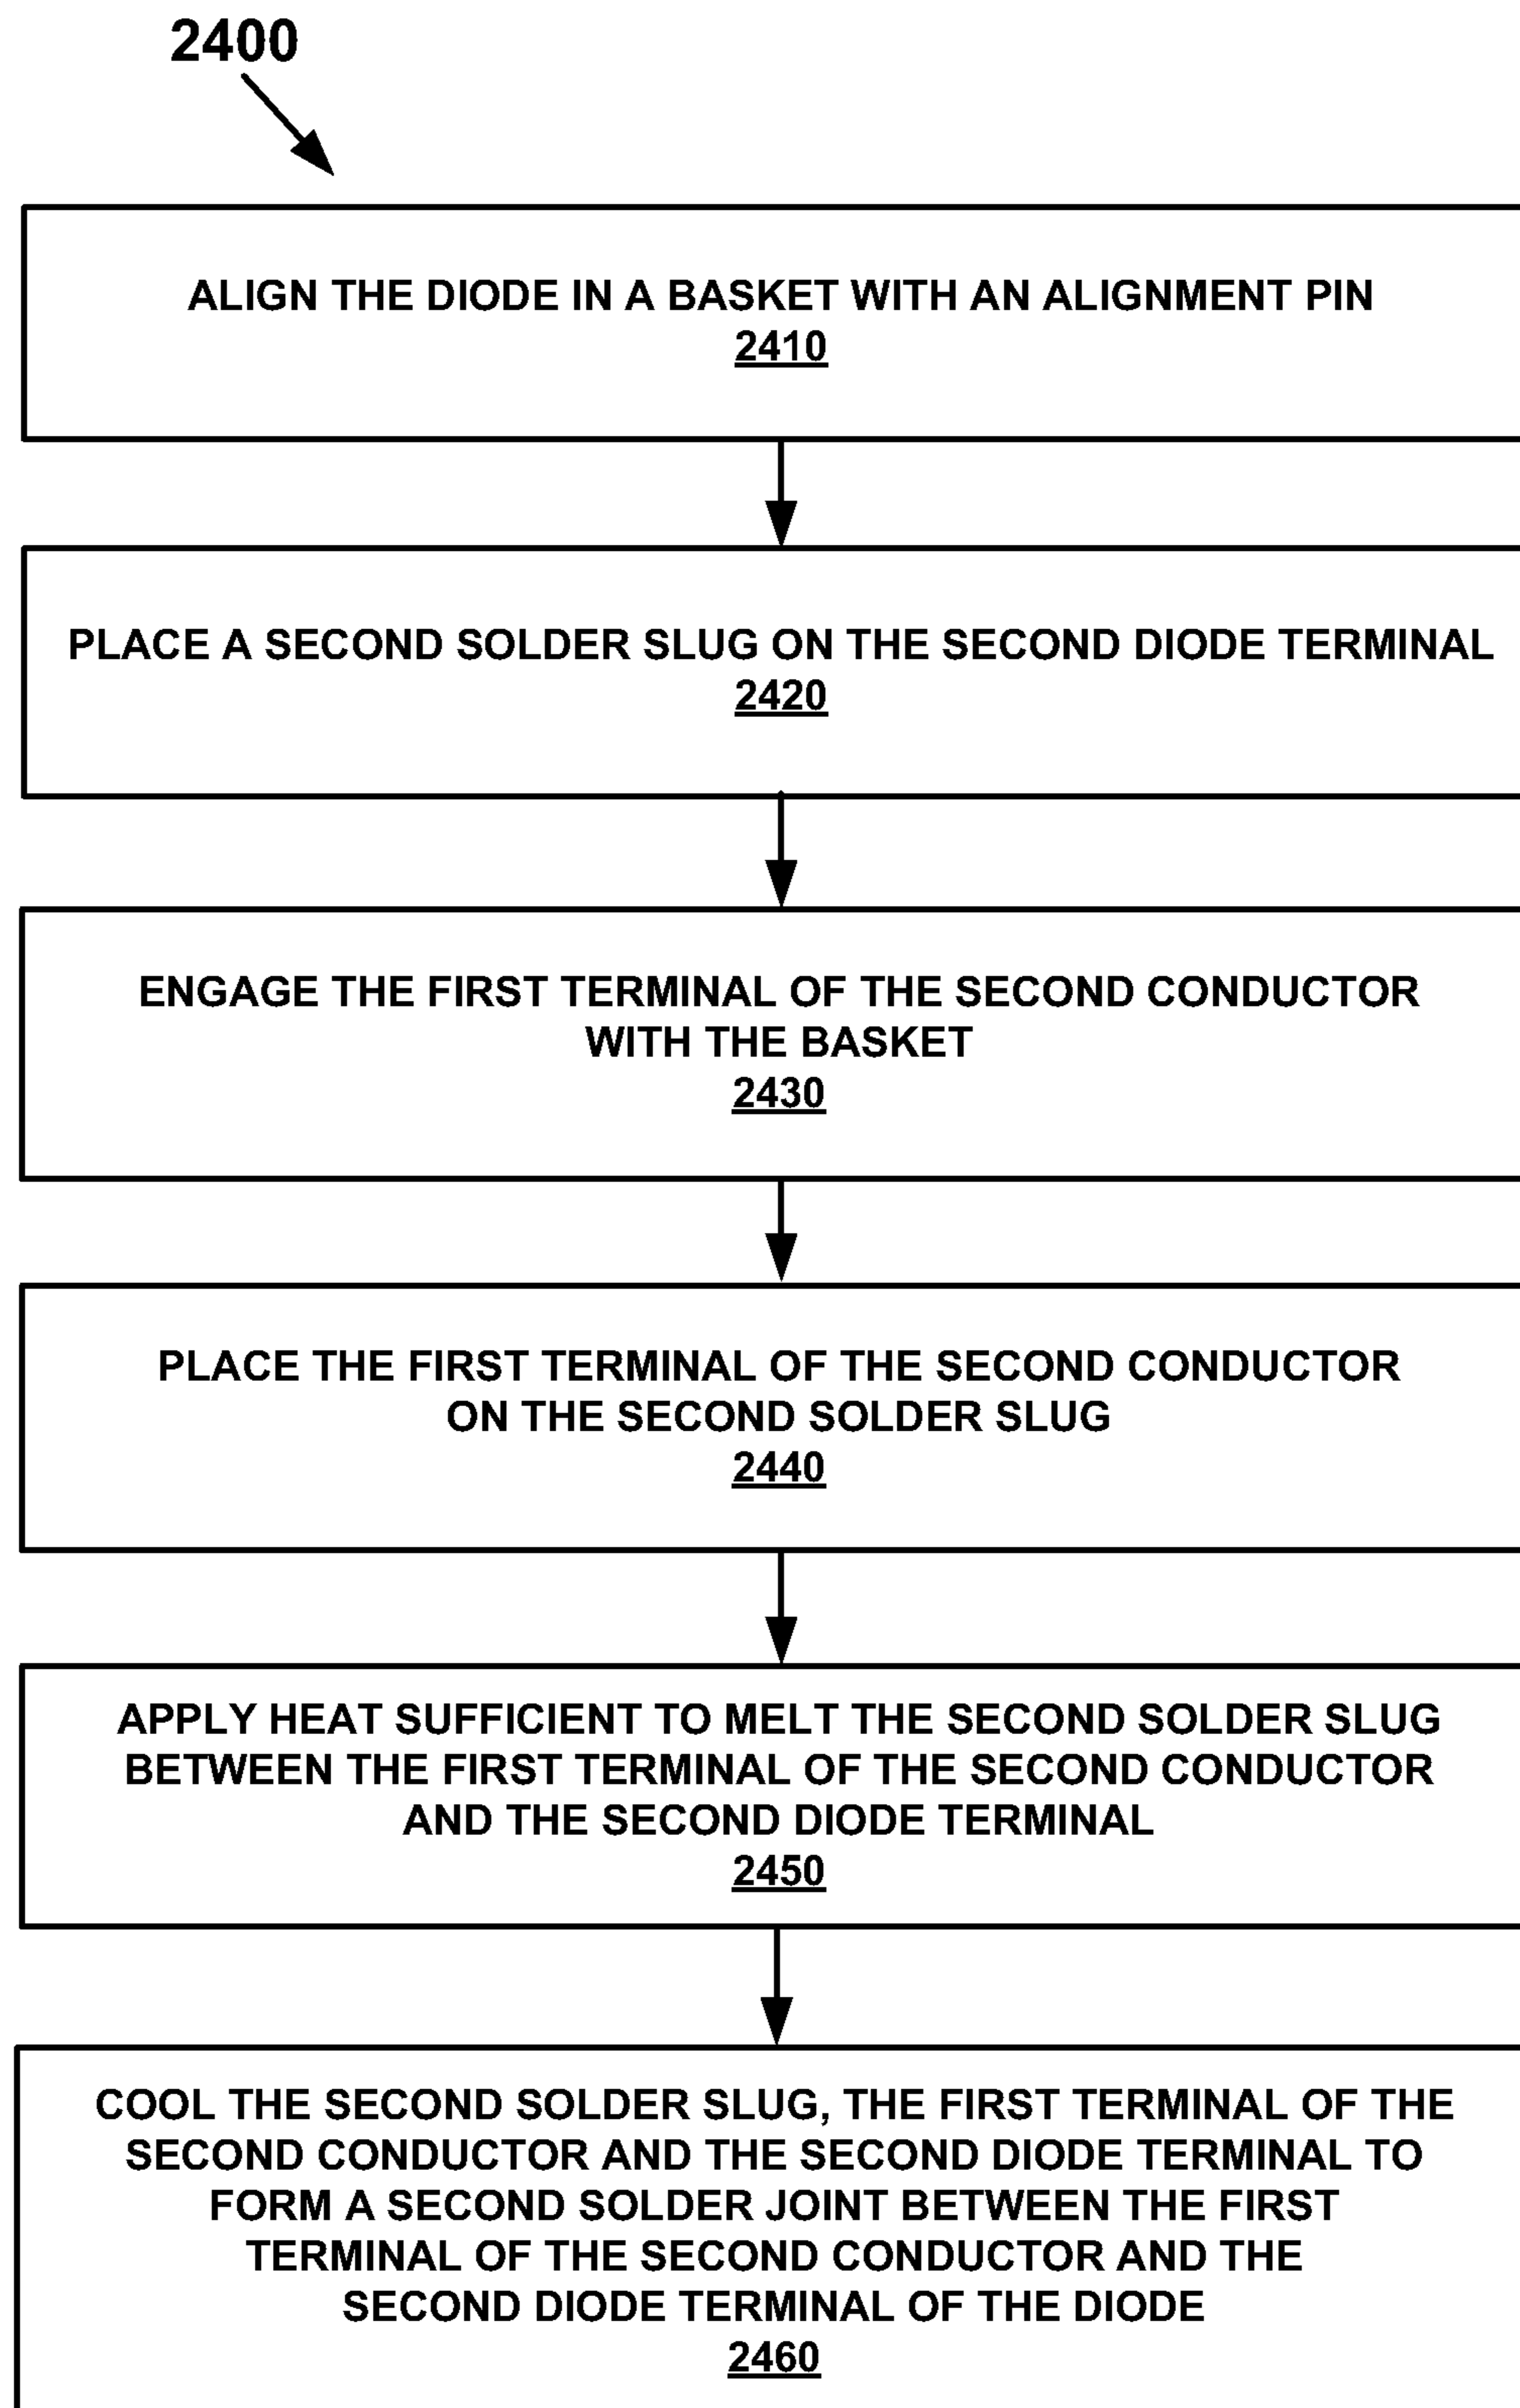 2400
ALIGN THE DIODE IN A BASKET WITH AN ALIGNMENT PIN
2410
PLACE A SECOND SOLDER SLUG ON THE SECOND DIODE TERMINAL
2420
ENGAGE THE FIRST TERMINAL OF THE SECOND CONDUCTOR
WITH THE BASKET
2430
PLACE THE FIRST TERMINAL OF THE SECOND CONDUCTOR
ON THE SECOND SOLDER SLUG
2440
APPLY HEAT SUFFICIENT TO MELT THE SECOND SOLDER SLUG
BETWEEN THE FIRST TERMINAL OF THE SECOND CONDUCTOR
AND THE SECOND DIODE TERMINAL
2450
COOL THE SECOND SOLDER SLUG, THE FIRST TERMINAL OF THE
SECOND CONDUCTOR AND THE SECOND DIODE TERMINAL TO
FORM A SECOND SOLDER JOINT BETWEEN THE FIRST
TERMINAL OF THE SECOND CONDUCTOR AND THE
SECOND DIODE TERMINAL OF THE DIODE
2460